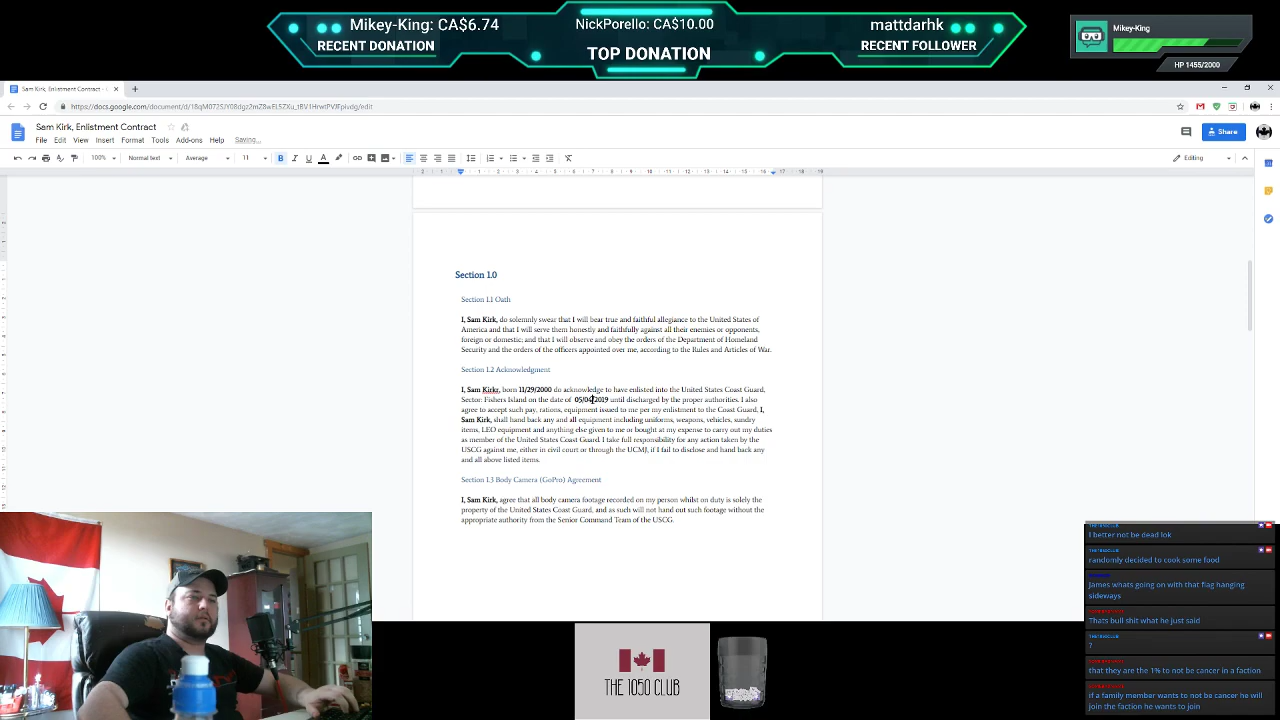 Mikey-King: CA$6.74
RECENT DONATION
NickPorello: CA$10.00
TOP DONATION
mattdarhk
RECENT FOLLOWER
Mikey-King
HP 1455/2000
Sam Kirk, Enlistment Contract
Sam Kirk, Enlistment Contract
File Edit View Insert Format Tools Add-ons Help Saving...
Share
100% Normal text Average 11 Editing
Section 1.0
Section 1.1 Oath
I, Sam Kirk, do solemnly swear that I will bear true and faithful allegiance to the United States of
America and that I will serve them honestly and faithfully against all their enemies or opponents,
foreign or domestic; and that I will observe and obey the orders of the Department of Homeland
Security and the orders of the officers appointed over me, according to the Rules and Articles of War.
Section 1.2 Acknowledgment
I, Sam Kirkr, born 11/29/2000 do acknowledge to have enlisted into the United States Coast Guard,
Sector: Fishers Island on the date of 05/04/2019 until discharged by the proper authorities. I also
agree to accept such pay, rations, equipment issued to me per my enlistment to the Coast Guard. I,
Sam Kirk, shall hand back any and all equipment including uniforms, weapons, vehicles, sundry
items, LEO equipment and anything else given to me or bought at my expense to carry out my duties
as member of the United States Coast Guard. I take full responsibility for any action taken by the
USCG against me, either in civil court or through the UCMJ, if I fail to disclose and hand back any
and all above listed items.
Section 1.3 Body Camera (GoPro) Agreement
I, Sam Kirk, agree that all body camera footage recorded on my person whilst on duty is solely the
property of the United States Coast Guard, and as such will not hand out such footage without the
appropriate authority from the Senior Command Team of the USCG.
THE 1050 CLUB
I better not be dead lok
randomly decided to cook some food
James whats going on with that flag hanging
sideways
Thats bull shit what he just said
?
that they are the 1% to not be cancer in a faction
if a family member wants to not be cancer he will
join the faction he wants to join